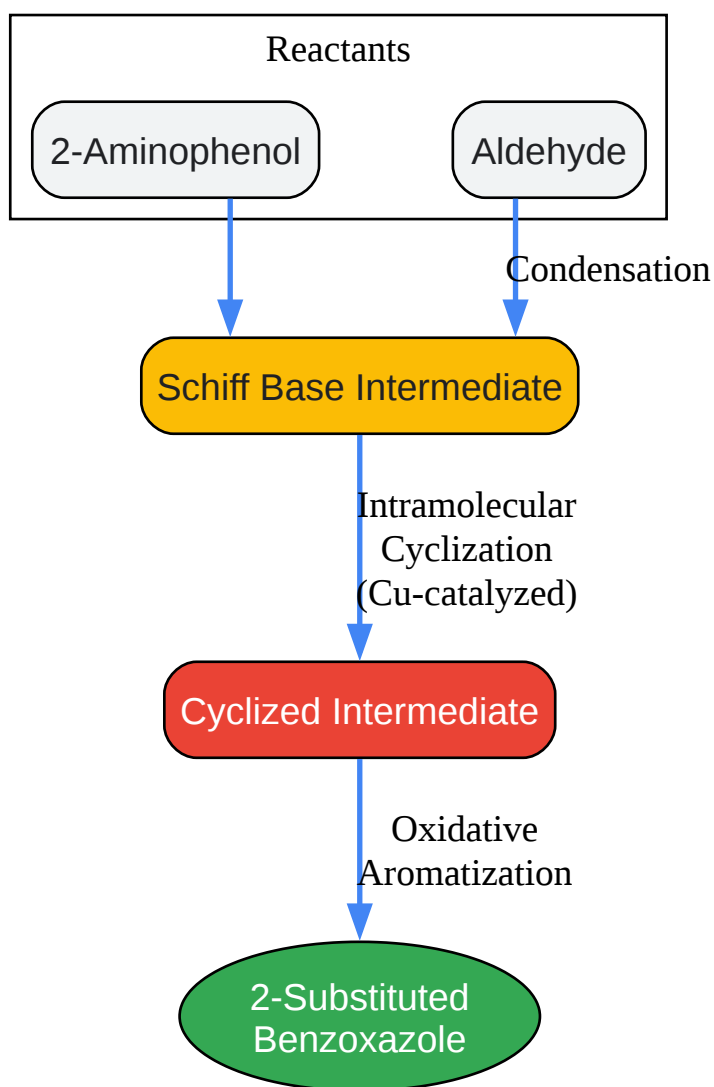 Reactants
2-Aminophenol
Aldehyde
Condensation
Schiff Base Intermediate
Intramolecular
Cyclization
(Cu-catalyzed)
Cyclized Intermediate
Oxidative
Aromatization
2-Substituted
Benzoxazole